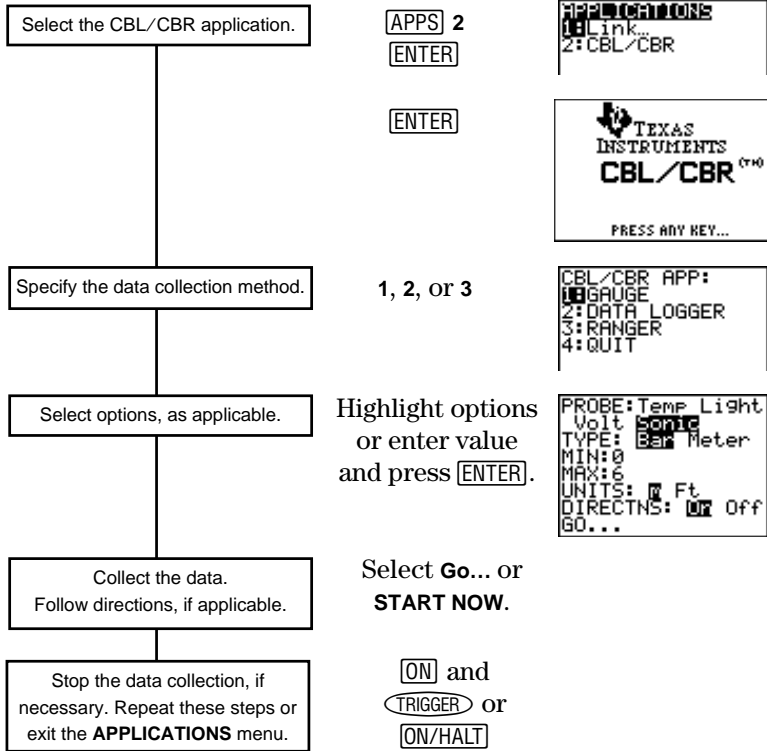 Select the CBL/CBR application.
APPS 2
ENTER
APPLICATIONS
1:Link…
2:CBL/CBR
ENTER
TEXAS
INSTRUMENTS
CBL/CBR (TM)
PRESS ANY KEY...
Specify the data collection method.
1, 2, or 3
CBL/CBR APP:
1:GAUGE
2:DATA LOGGER
3:RANGER
4:QUIT
Select options, as applicable.
Highlight options
or enter value
and press ENTER.
PROBE:Temp Light
Volt Sonic
TYPE: Bar Meter
MIN:0
MAX:6
UNITS: m Ft
DIRECTNS: On Off
GO...
Collect the data.
Follow directions, if applicable.
Select Go… or
START NOW.
Stop the data collection, if
necessary. Repeat these steps or
exit the APPLICATIONS menu.
ON and
TRIGGER or
ON/HALT